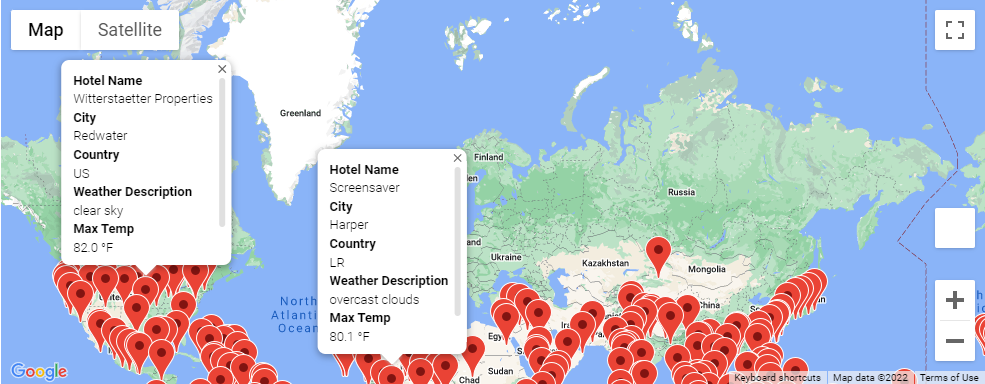 Map
Satellite
Hotel Name
Witterstaetter Properties
City
Redwater
Country
US
Weather Description
clear sky
Max Temp
82.0 °F
Hotel Name
Screensaver
City
Harper
Country
LR
Weather Description
overcast clouds
Max Temp
80.1 °F
Greenland
Finland
Russia
Ukraine
Kazakhstan
Mongolia
China
North
Atlantic
Ocean
Chad
Sudan
Google
Keyboard shortcuts
Map data ©2022
Terms of Use